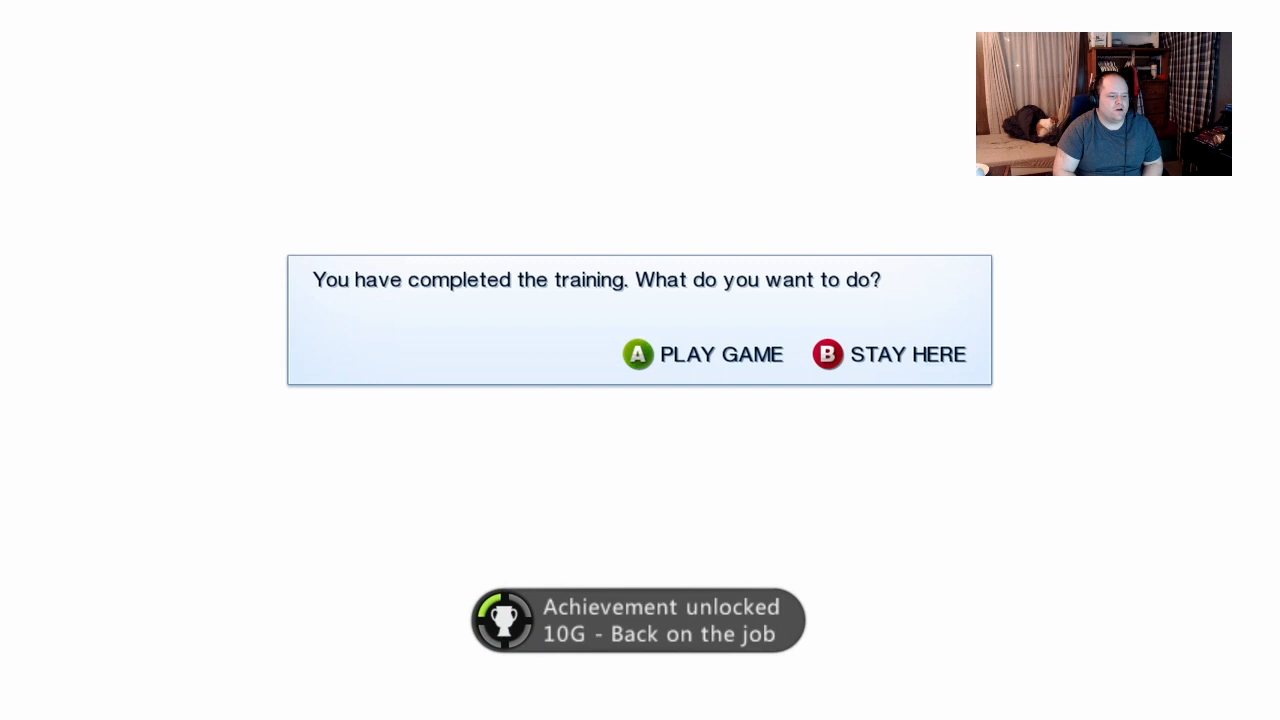 You have completed the training. What do you want to do?
A PLAY GAME B STAY HERE
Achievement unlocked
10G - Back on the job